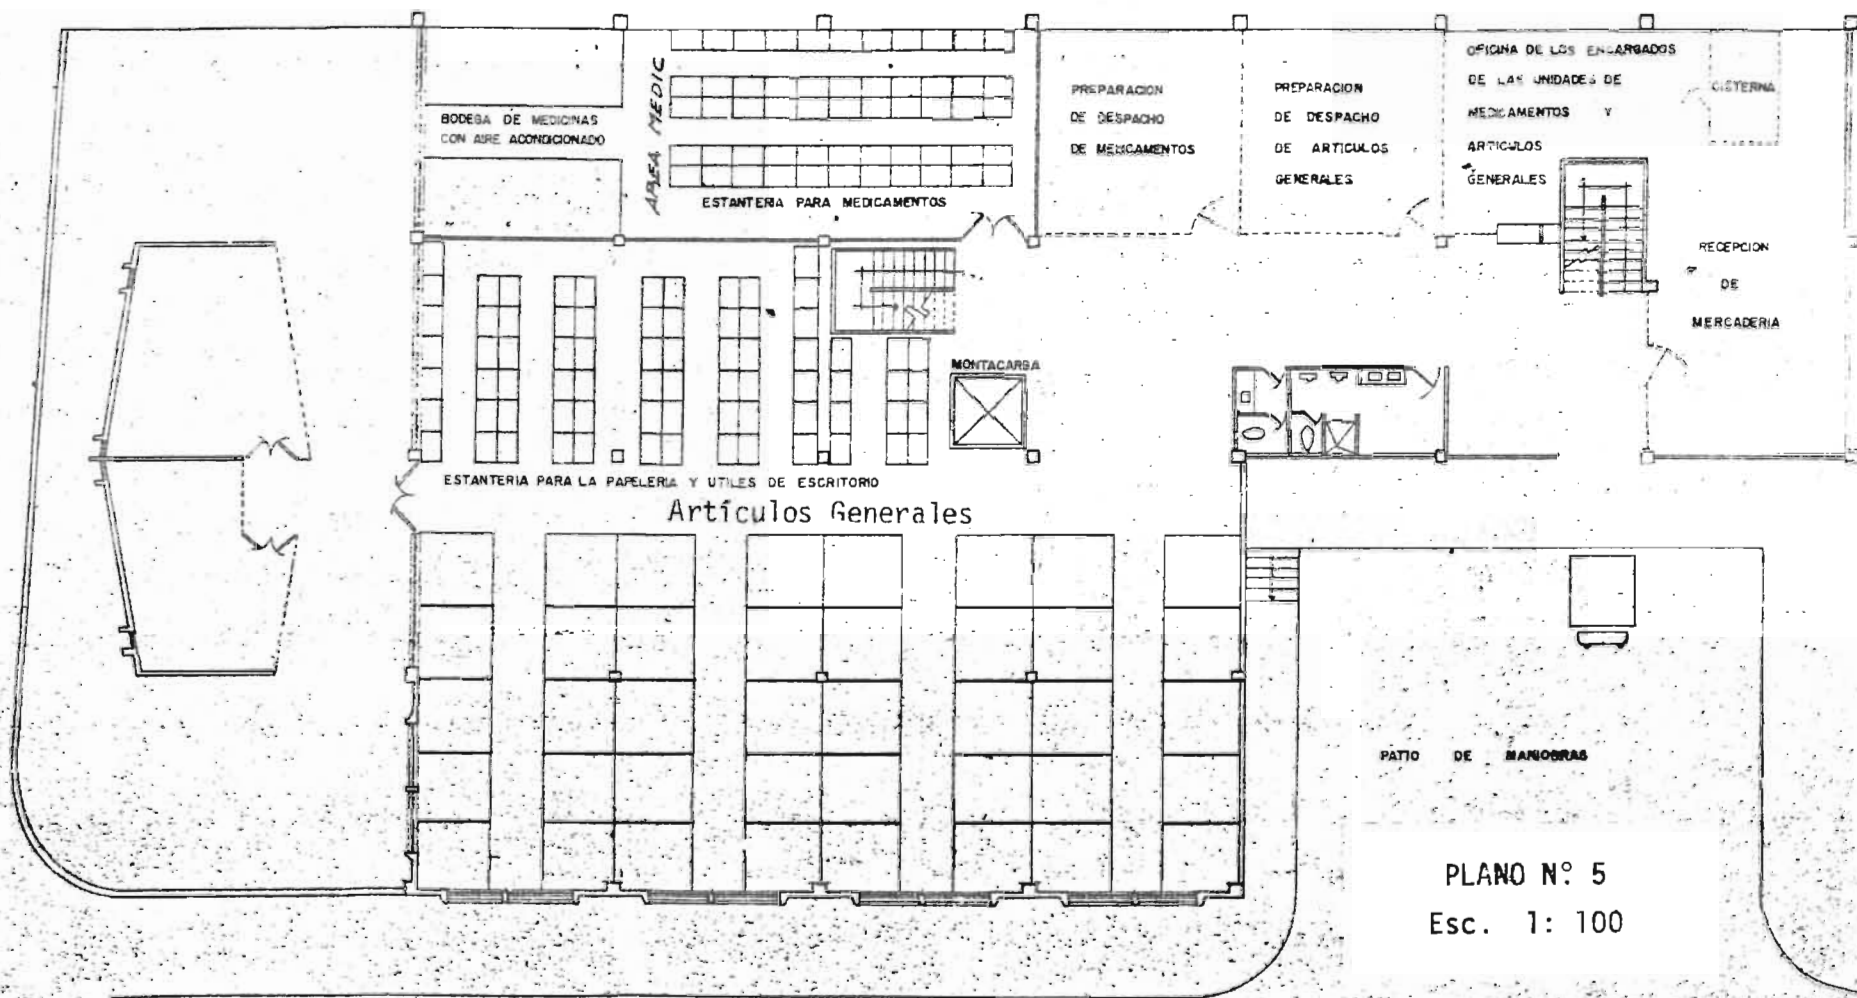 BODEGA DE MEDICINAS
CON AIRE ACONDICIONADO
AREA MEDIC
ESTANTERIA PARA MEDICAMENTOS
PREPARACION
DE DESPACHO
DE MEDICAMENTOS
PREPARACION
DE DESPACHO
DE ARTICULOS
GENERALES
OFICINA DE LOS ENCARGADOS
DE LAS UNIDADES DE
MEDICAMENTOS Y
ARTICULOS
GENERALES
CISTERNA
RECEPCION
DE
MERCADERIA
MONTACARGA
ESTANTERIA PARA LA PAPELERIA Y UTILES DE ESCRITORIO
Artículos Generales
PATIO DE MANIOBRAS
PLANO Nº 5
Esc. 1: 100